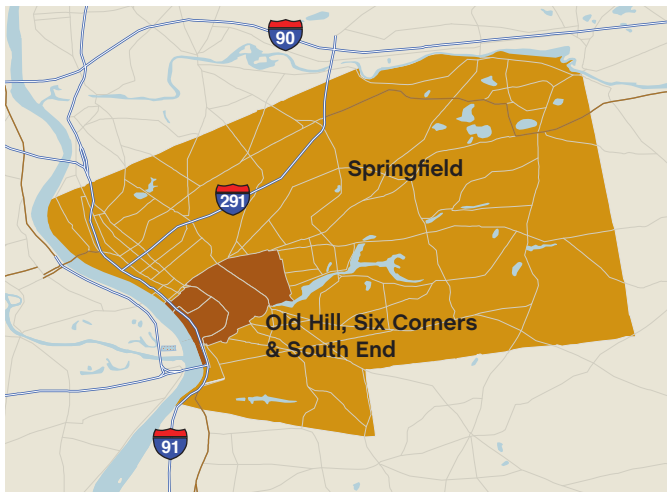 90
Springfield
291
Old Hill, Six Corners
& South End
91